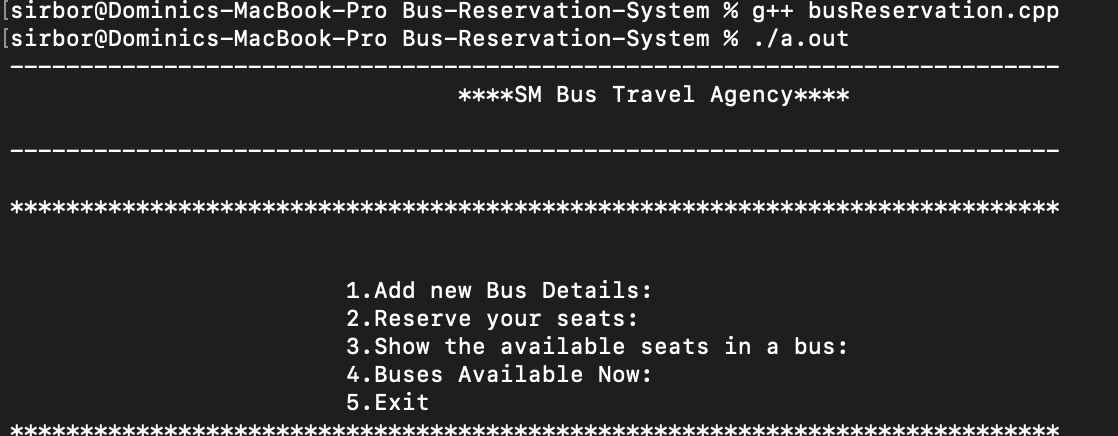 [sirbor@Dominics-MacBook-Pro Bus-Reservation-System % g++ busReservation.cpp
[sirbor@Dominics-MacBook-Pro Bus-Reservation-System % ./a.out
---------------------------------------------------------------------------
****SM Bus Travel Agency****
---------------------------------------------------------------------------
***************************************************************************
1.Add new Bus Details:
2.Reserve your seats:
3.Show the available seats in a bus:
4.Buses Available Now:
5.Exit
***************************************************************************